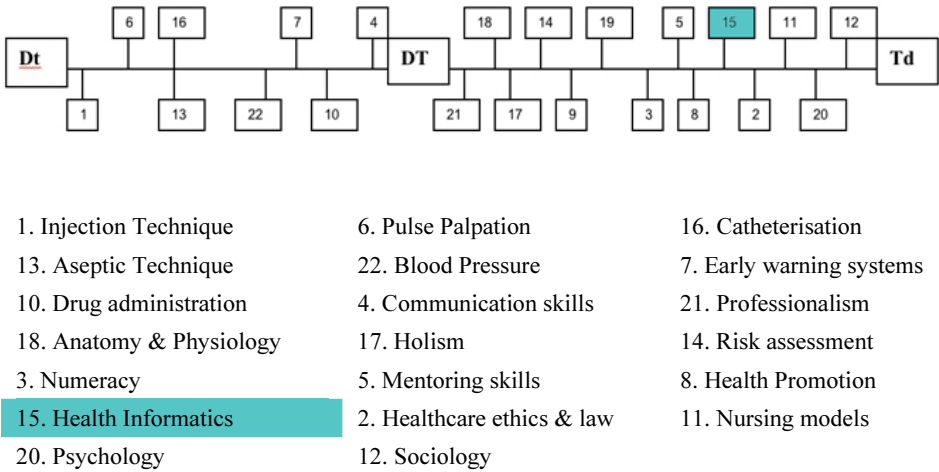 6 16 7 4 18 14 19 5 15 11 12
Dt DT Td
1 13 22 10 21 17 9 3 8 2 20
1. Injection Technique 6. Pulse Palpation 16. Catheterisation
13. Aseptic Technique 22. Blood Pressure 7. Early warning systems
10. Drug administration 4. Communication skills 21. Professionalism
18. Anatomy & Physiology 17. Holism 14. Risk assessment
3. Numeracy 5. Mentoring skills 8. Health Promotion
15. Health Informatics 2. Healthcare ethics & law 11. Nursing models
20. Psychology 12. Sociology